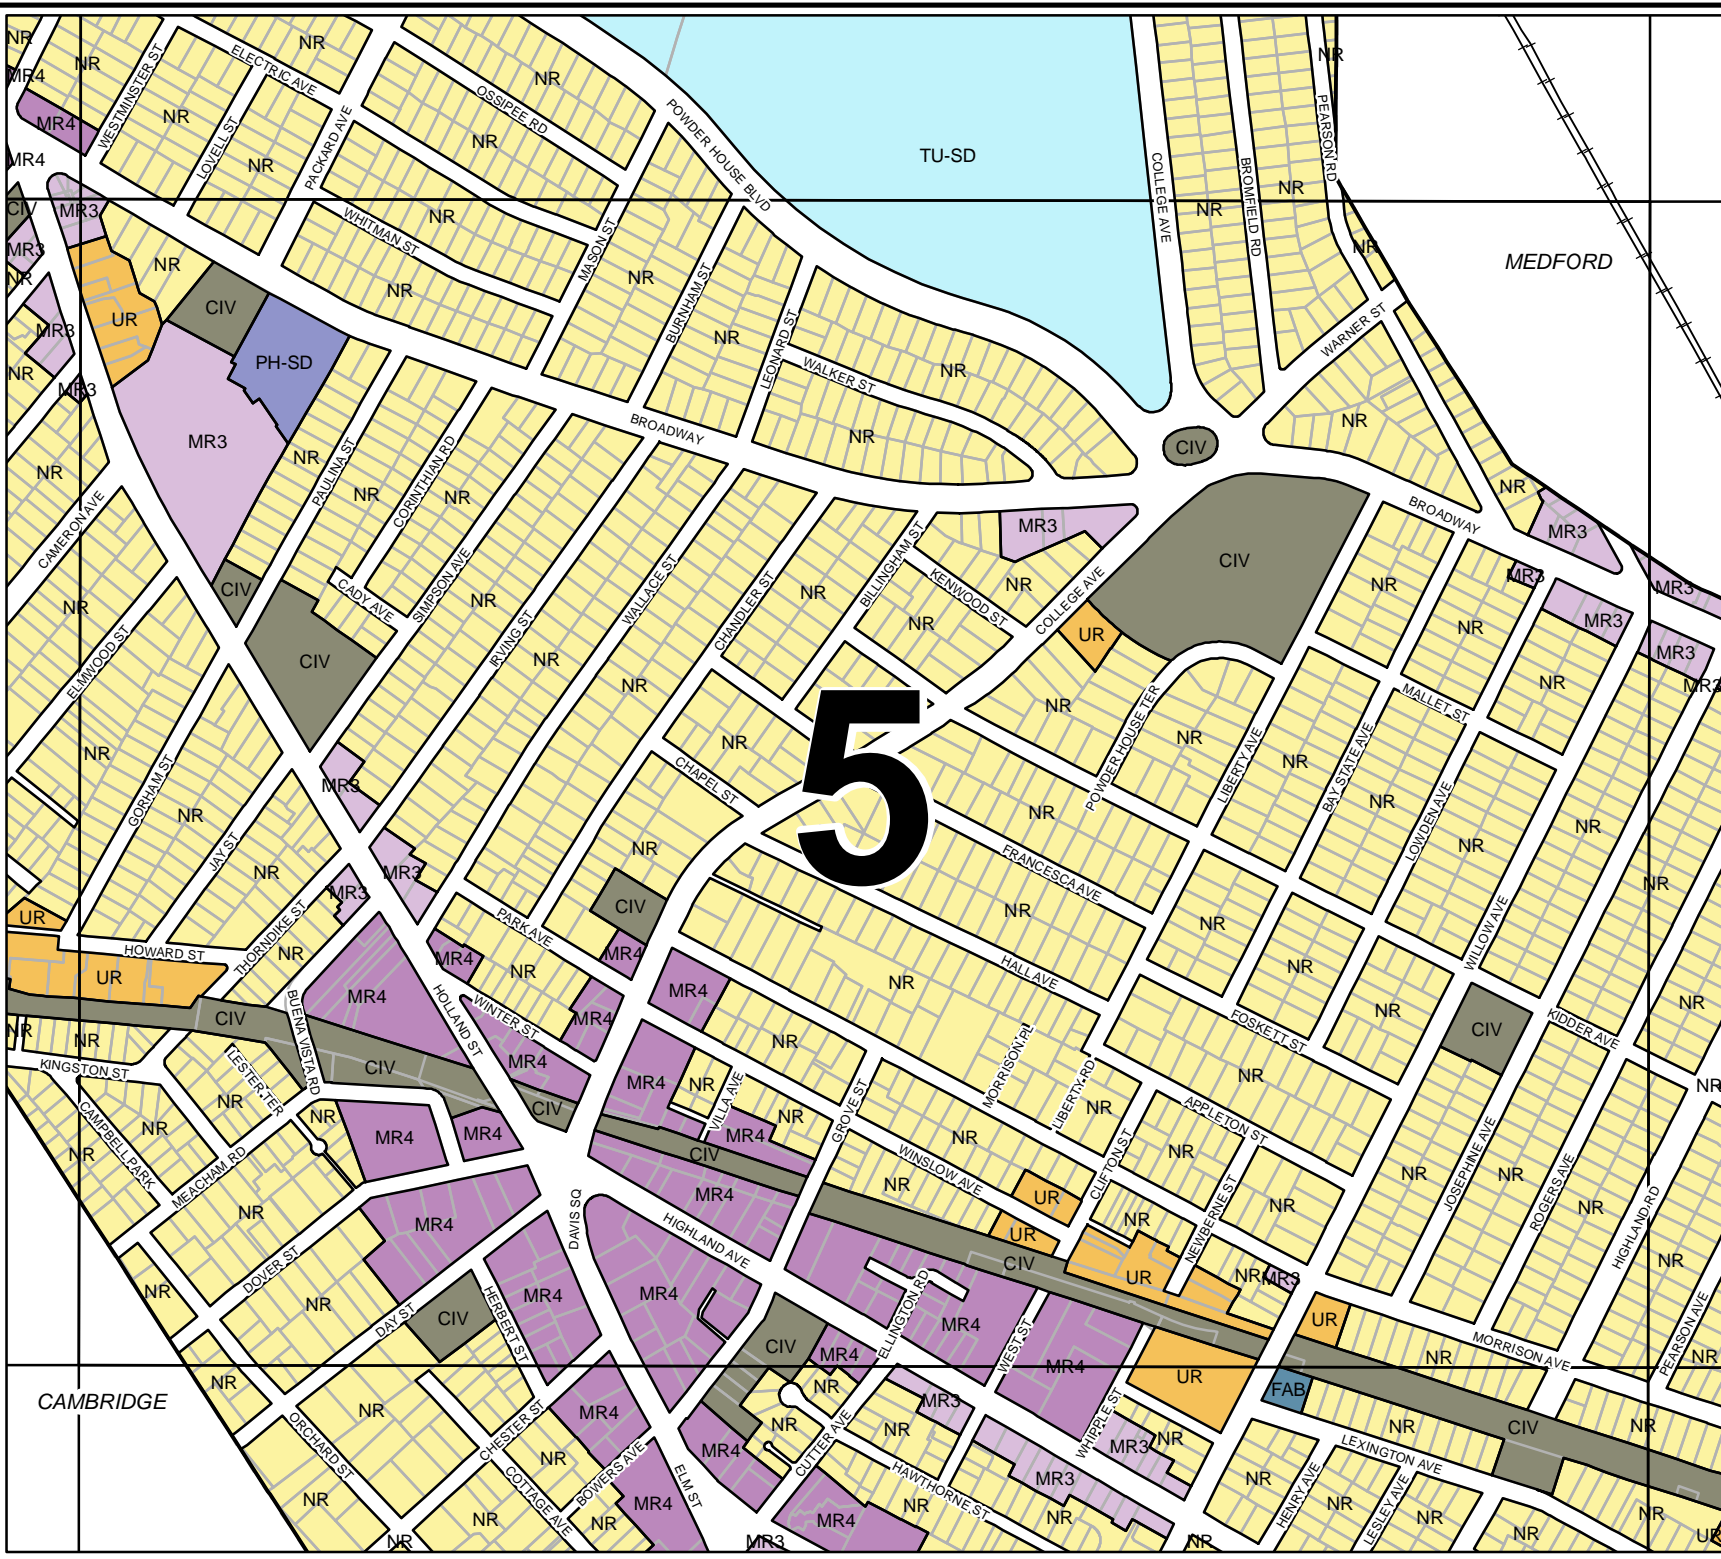 NR
NR
NR
NR
NR
MR4
MR4
MR4
WESTMINSTER ST
ELECTRIC AVE
NR
LOVELL ST
NR
PACKARD AVE
OSSIPEE RD
NR
POWDER HOUSE BLVD
TU-SD
COLLEGE AVE
BROMFIELD RD
PEARSON RD
NR
NR
NR
MEDFORD
CIV
MR3
MR3
NR
MR3
NR
MR3
UR
NR
CIV
PH-SD
MR3
WHITMAN ST
NR
NR
MASON ST
NR
BURNHAM ST
NR
LEONARD ST
WALKER ST
NR
NR
WARNER ST
NR
CIV
BROADWAY
NR
CAMERON AVE
NR
PAULINA ST
NR
CORINTHIAN RD
NR
NR
MR3
BROADWAY
NR
MR3
CIV
CADY AVE
SIMPSON AVE
NR
IRVING ST
WALLACE ST
CHANDLER ST
NR
BILLINGHAM ST
KENWOOD ST
NR
NR
COLLEGE AVE
UR
CIV
NR
MR3
MR3
MR3
MR3
MR3
NR
NR
NR
ELMWOOD ST
CIV
NR
NR
NR
NR
POWDER HOUSE TER
NR
LIBERTY AVE
NR
BAY STATE AVE
MALLET ST
NR
GORHAM ST
NR
MR3
5
CHAPEL ST
NR
NR
LOWDEN AVE
NR
NR
JAY ST
NR
MR3
MR3
NR
CIV
FRANCESCA AVE
NR
NR
WILLOW AVE
NR
UR
HOWARD ST
THORNDIKE ST
NR
UR
CIV
MR4
BUENA VISTA RD
HOLLAND ST
MR4
PARK AVE
NR
MR4
MR4
NR
HALL AVE
NR
NR
NR
CIV
KIDDER AVE
NR
NR
NR
KINGSTON ST
LESTER TER
NR
NR
CIV
WINTER ST
MR4
MR4
MR4
NR
NR
MORRISON PL
LIBERTY RD
FOSKETT ST
NR
CAMPBELL PARK
NR
NR
MEACHAM RD
MR4
MR4
CIV
VILLA AVE
NR
MR4
CIV
GROVE ST
NR
NR
CLIFTON ST
APPLETON ST
NR
NR
JOSEPHINE AVE
NR
ROGERS AVE
NR
HIGHLAND RD
NR
MR4
DAVIS SQ
MR4
HIGHLAND AVE
WINSLOW AVE
NR
UR
UR
NR
NEWBERNE ST
NR
NR
DOVER ST
NR
NR
DAY ST
CIV
HERBERT ST
MR4
MR4
CIV
UR
NR
MR3
UR
MORRISON AVE
PEARSON AVE
NR
NR
CIV
MR4
ELLINGTON RD
MR4
WEST ST
MR4
UR
FAB
CAMBRIDGE
NR
NR
ORCHARD ST
CHESTER ST
MR4
NR
NR
CUTTER AVE
NR
MR3
WHIPPLE ST
MR3
NR
NR
LEXINGTON AVE
CIV
NR
NR
NR
COTTAGE AVE
BOWERS AVE
ELM ST
MR4
MR4
HAWTHORNE ST
MR3
NR
HENRY AVE
NR
LESLEY AVE
NR
NR
NR
NR
NR
MR3
MR4
NR
NR
NR
NR
UR